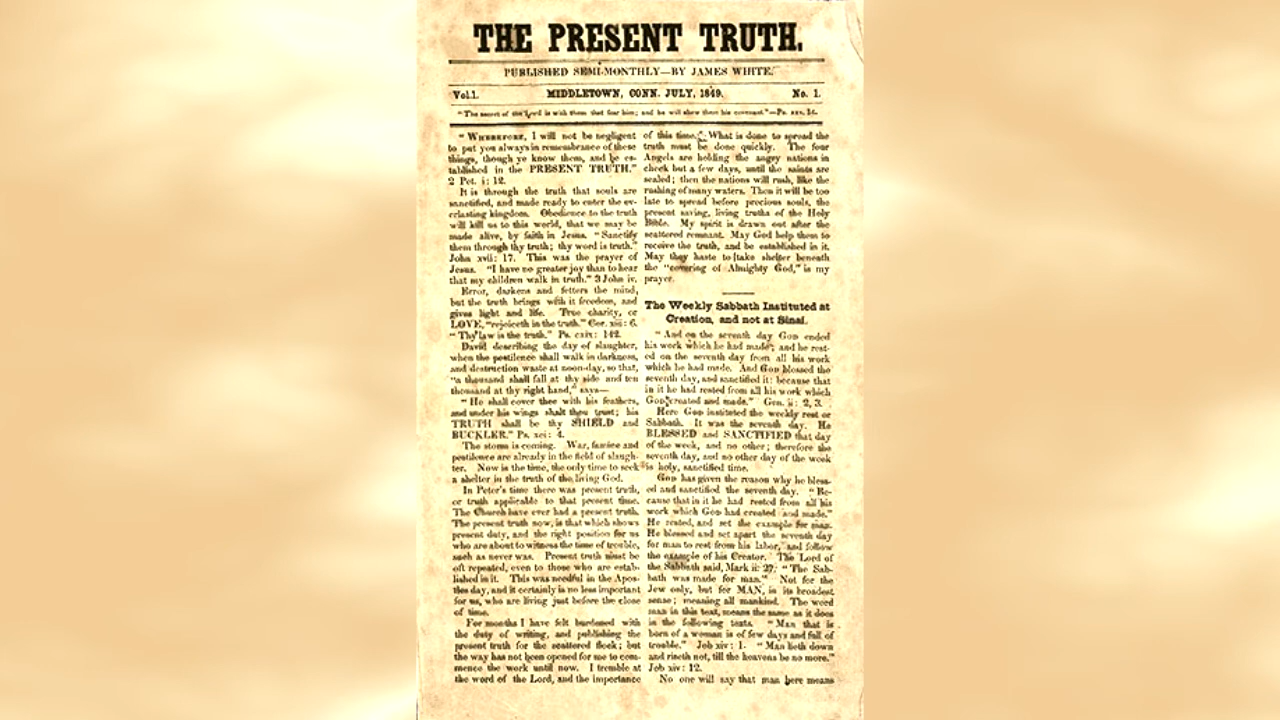 THE PRESENT TRUTH.
PUBLISHED SEMI-MONTHLY—BY JAMES WHITE.
Vol.1. MIDDLETOWN, CONN. JULY, 1849. No. 1.
"The secret of the Lord is with them that fear him; and he will shew them his covenant."—Ps. xxv. 14.
"WHEREFORE, I will not be negligent
to put you always in remembrance of these
things, though ye know them, and be es-
tablished in the PRESENT TRUTH."
2 Pet. i: 12.
It is through the truth that souls are
sanctified, and made ready to enter the ev-
erlasting kingdom. Obedience to the truth
will kill us to this world, that we may be
made alive, by faith in Jesus. "Sanctify
them through thy truth; thy word is truth."
John xvii: 17. This was the prayer of
Jesus. "I have no greater joy than to hear
that my children walk in truth." 3 John iv.
Error, darkens and fetters the mind,
but the truth brings with it freedom, and
gives light and life. True charity, or
LOVE, "rejoiceth in the truth." Cor. xiii: 6.
"Thy law is the truth." Ps. cxix: 142.
David describing the day of slaughter,
when the pestilence shall walk in darkness,
and destruction waste at noon-day, so that,
"a thousand shall fall at thy side and ten
thousand at thy right hand," says—
"He shall cover thee with his feathers,
and under his wings shalt thou trust; his
TRUTH shall be thy SHIELD and
BUCKLER." Ps. xci: 4.
The storm is coming. War, famine and
pestilence are already in the field of slaugh-
ter. Now is the time, the only time to seek
a shelter in the truth of the living God.
In Peter's time there was present truth,
or truth applicable to that present time.
The Church have ever had a present truth.
The present truth now, is that which shows
present duty, and the right position for us
who are about to witness the time of trouble,
such as never was. Present truth must be
oft repeated, even to those who are estab-
lished in it. This was needful in the Apos-
tles day, and it certainly is no less important
for us, who are living just before the close
of time.
For months I have felt burdened with
the duty of writing, and publishing the
present truth for the scattered flock; but
the way has not been opened for me to com-
mence the work until now. I tremble at
the word of the Lord, and the importance
of this time. What is done to spread the
truth must be done quickly. The four
Angels are holding the angry nations in
check but a few days, until the saints are
sealed; then the nations will rush, like the
rushing of many waters. Then it will be too
late to spread before precious souls, the
present saving, living truths of the Holy
Bible. My spirit is drawn out after the
scattered remnant. May God help them to
receive the truth, and be established in it.
May they haste to take shelter beneath
the "covering of Almighty God," is my
prayer.
The Weekly Sabbath Instituted at
Creation, and not at Sinai.
"And on the seventh day GOD ended
his work which he had made; and he rest-
ed on the seventh day from all his work
which he had made. And GOD blessed the
seventh day, and sanctified it: because that
in it he had rested from all his work which
GOD created and made." Gen. ii: 2, 3.
Here GOD instituted the weekly rest or
Sabbath. It was the seventh day. He
BLESSED and SANCTIFIED that day
of the week, and no other; therefore the
seventh day, and no other day of the week
is holy, sanctified time.
GOD has given the reason why he bless-
ed and sanctified the seventh day. "Be-
cause that in it he had rested from all his
work which GOD had created and made."
He rested, and set the example for man.
He blessed and set apart the seventh day
for man to rest from his labor, and follow
the example of his Creator. The Lord of
the Sabbath said, Mark ii: 27, "The Sab-
bath was made for man." Not for the
Jew only, but for MAN, in its broadest
sense; meaning all mankind. The word
man in this text, means the same as it does
in the following texts. "Man that is
born of a woman is of few days and full of
trouble." Job xiv: 1. "Man lieth down
and riseth not, till the heavens be no more."
Job xiv: 12.
No one will say that man here means